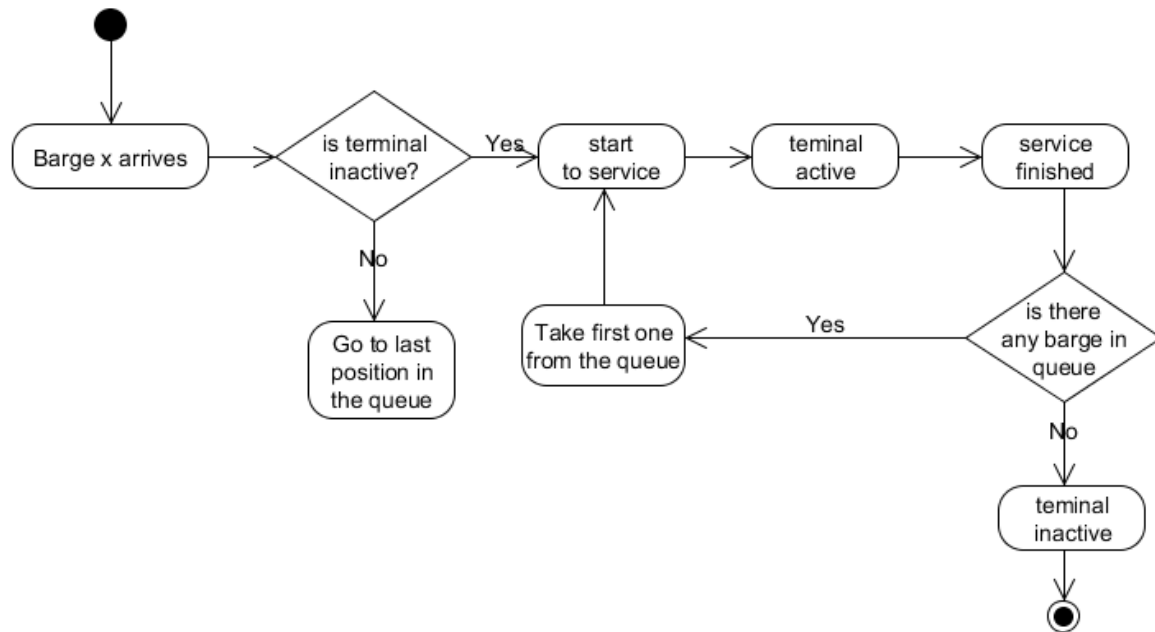 Barge x arrives
is terminal
inactive?
Yes
start
to service
teminal
active
service
finished
No
Go to last
position in
the queue
Take first one
from the queue
Yes
is there
any barge in
queue
No
teminal
inactive